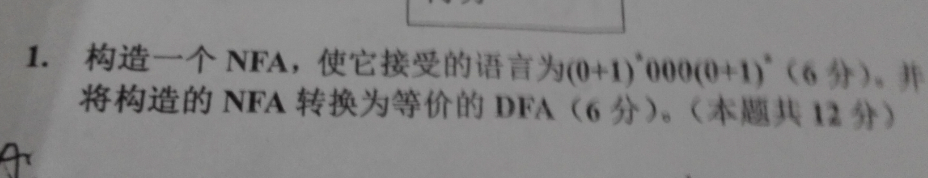 1. 构造一个 NFA，使它接受的语言为(0+1)*000(0+1)*（6 分）。并
将构造的 NFA 转换为等价的 DFA（6 分）。（本题共 12 分）